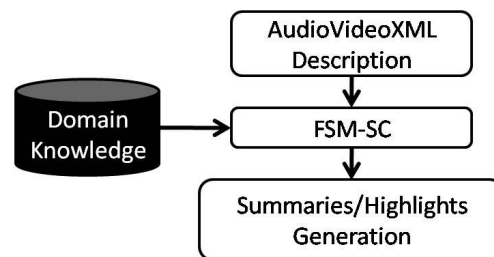 AudioVideoXML
Description
Domain
Knowledge
FSM-SC
Summaries/Highlights
Generation